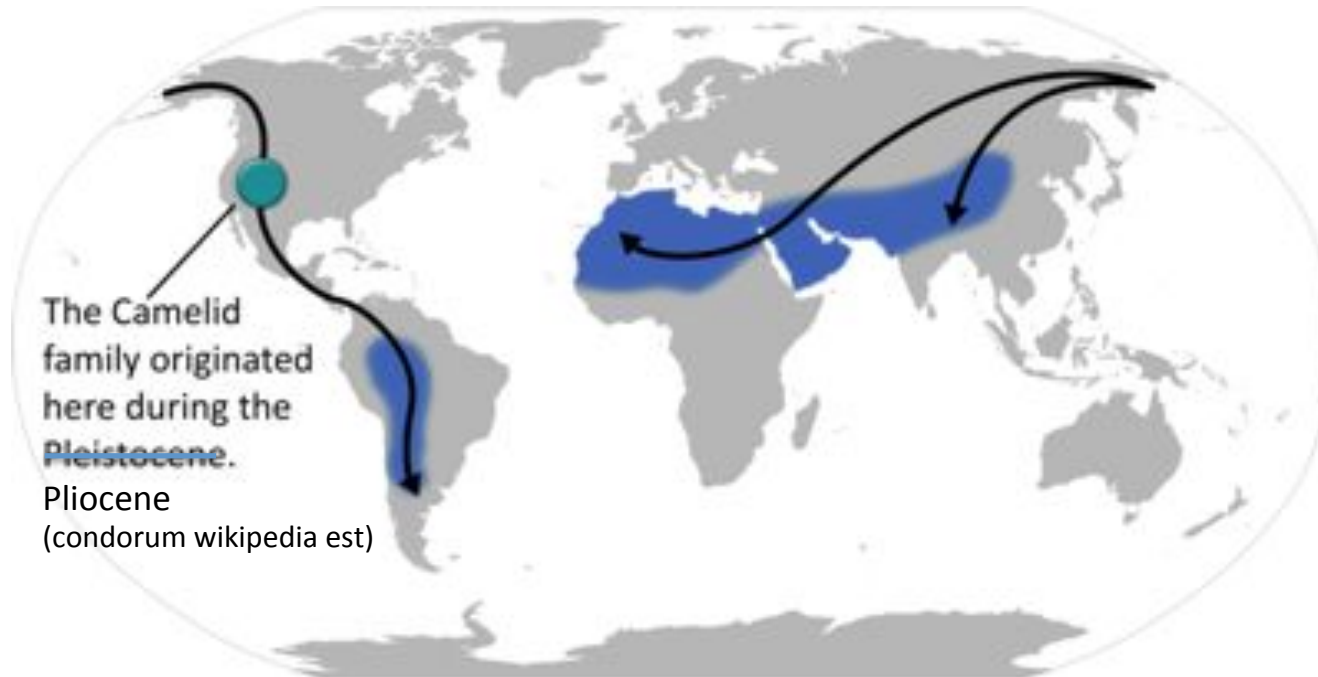 The Camelid
family originated
here during the
Pleistocene.
Pliocene
(condorum wikipedia est)